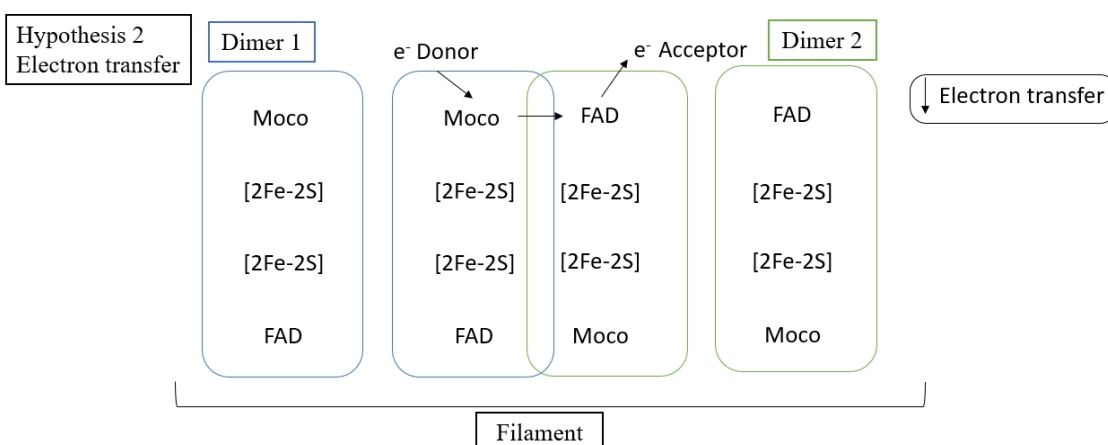 Hypothesis 2
Electron transfer
Dimer 1
e⁻ Donor
e⁻ Acceptor
Dimer 2
Electron transfer
Moco
Moco
FAD
FAD
[2Fe-2S]
[2Fe-2S]
[2Fe-2S]
[2Fe-2S]
[2Fe-2S]
[2Fe-2S]
[2Fe-2S]
[2Fe-2S]
FAD
FAD
Moco
Moco
Filament